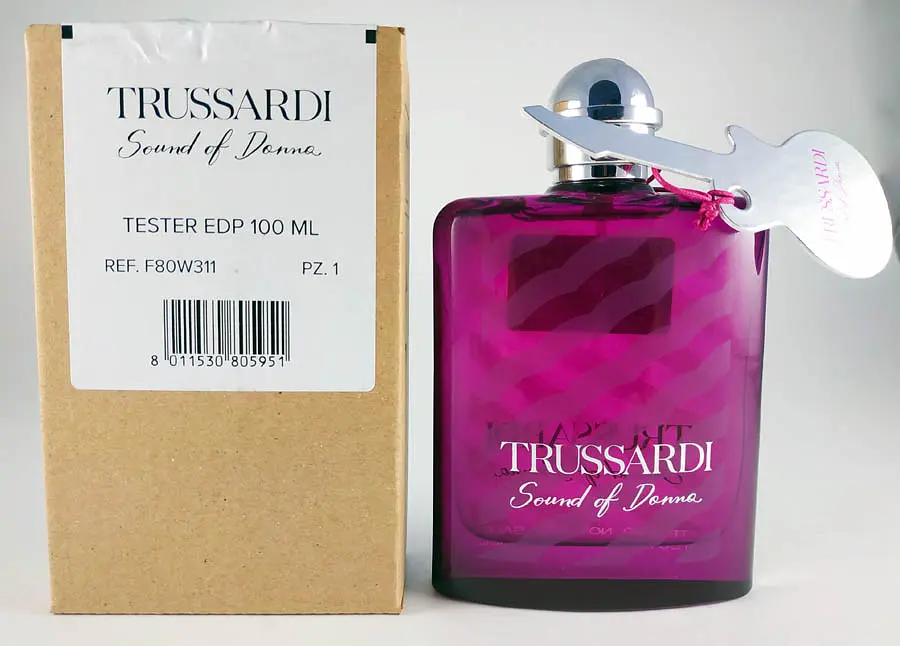 TRUSSARDI
Sound of Donna
TESTER EDP 100 ML
REF. F80W311 PZ. 1
8 011530 805951
TRUSSARDI
TRUSSARDI
Sound of Donna